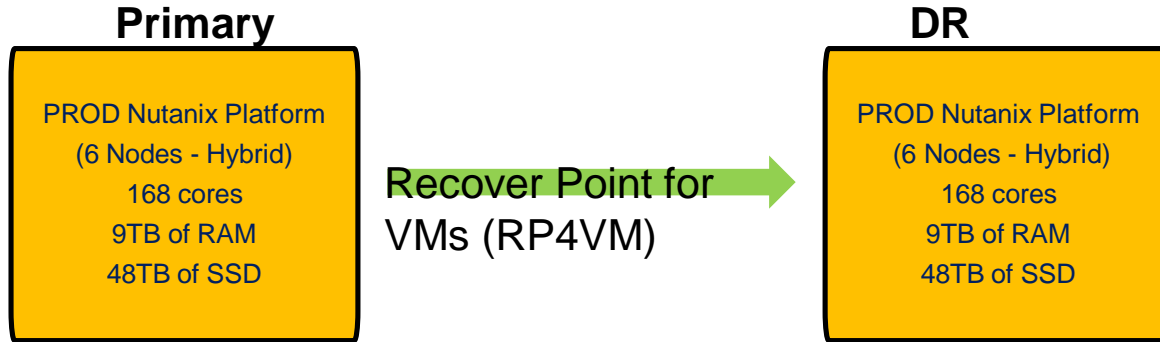 Primary
DR
PROD Nutanix Platform
(6 Nodes - Hybrid)
168 cores
9TB of RAM
48TB of SSD
Recover Point for
VMs (RP4VM)
PROD Nutanix Platform
(6 Nodes - Hybrid)
168 cores
9TB of RAM
48TB of SSD